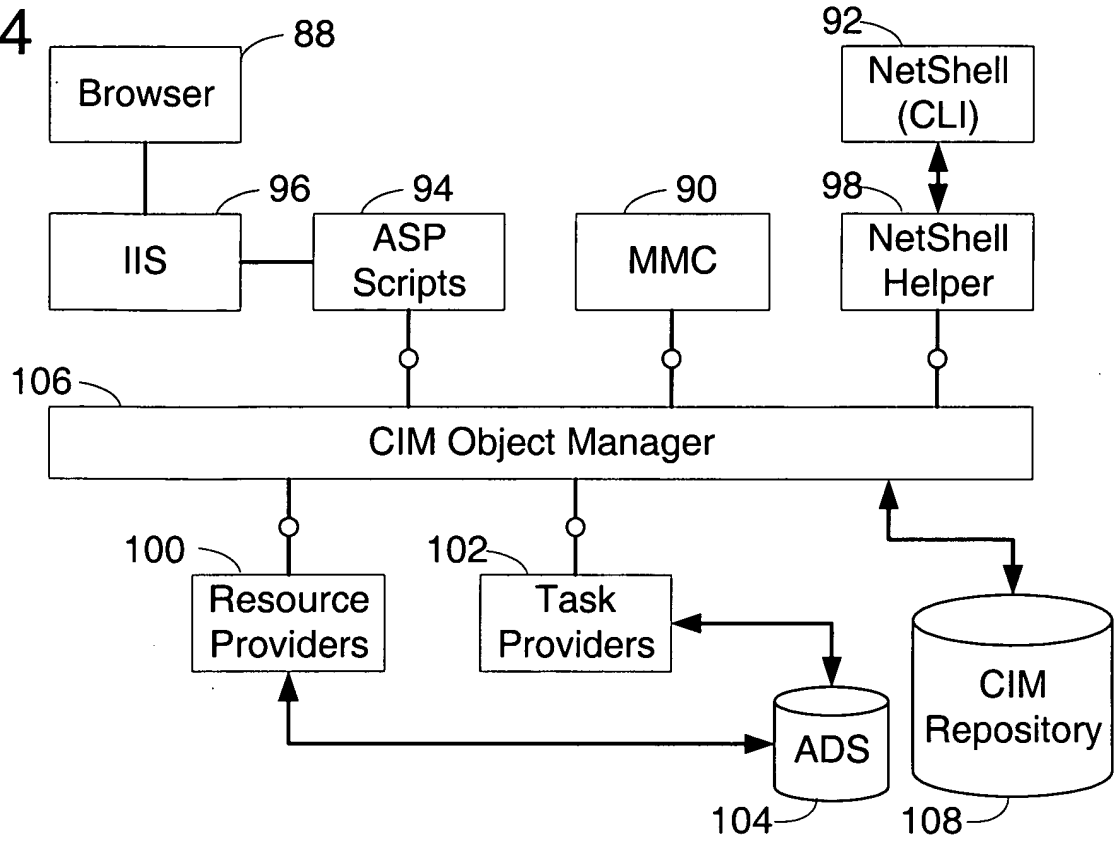 4
88
92
Browser
NetShell
(CLI)
96
94
90
98
IIS
ASP
Scripts
MMC
NetShell
Helper
106
CIM Object Manager
100
102
Resource
Providers
Task
Providers
CIM
Repository
ADS
104
108